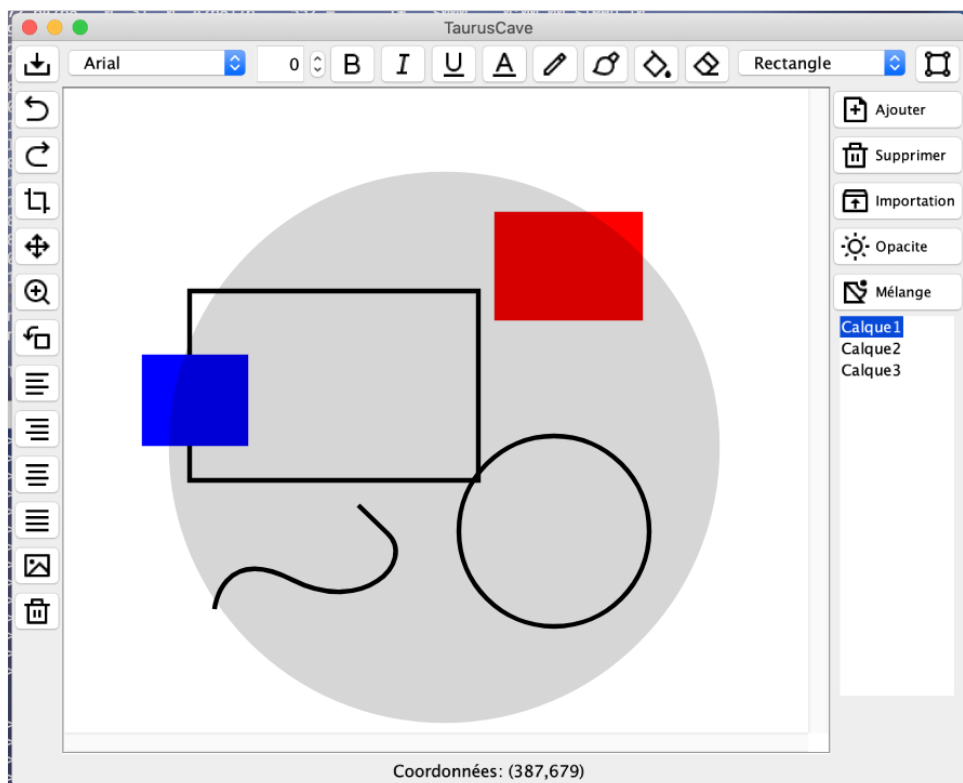 TaurusCave
Arial
0
B I U A
Rectangle
Ajouter
Supprimer
Importation
Opacite
Mélange
Calque1
Calque2
Calque3
Coordonnées: (387,679)